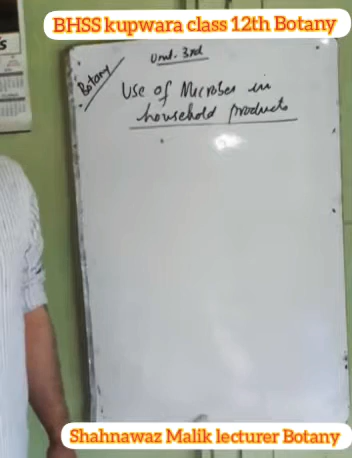 BHSS kupwara class 12th Botany
's
Unit. 3rd
Botany
Use of Microbes in
household products
Shahnawaz Malik lecturer Botany